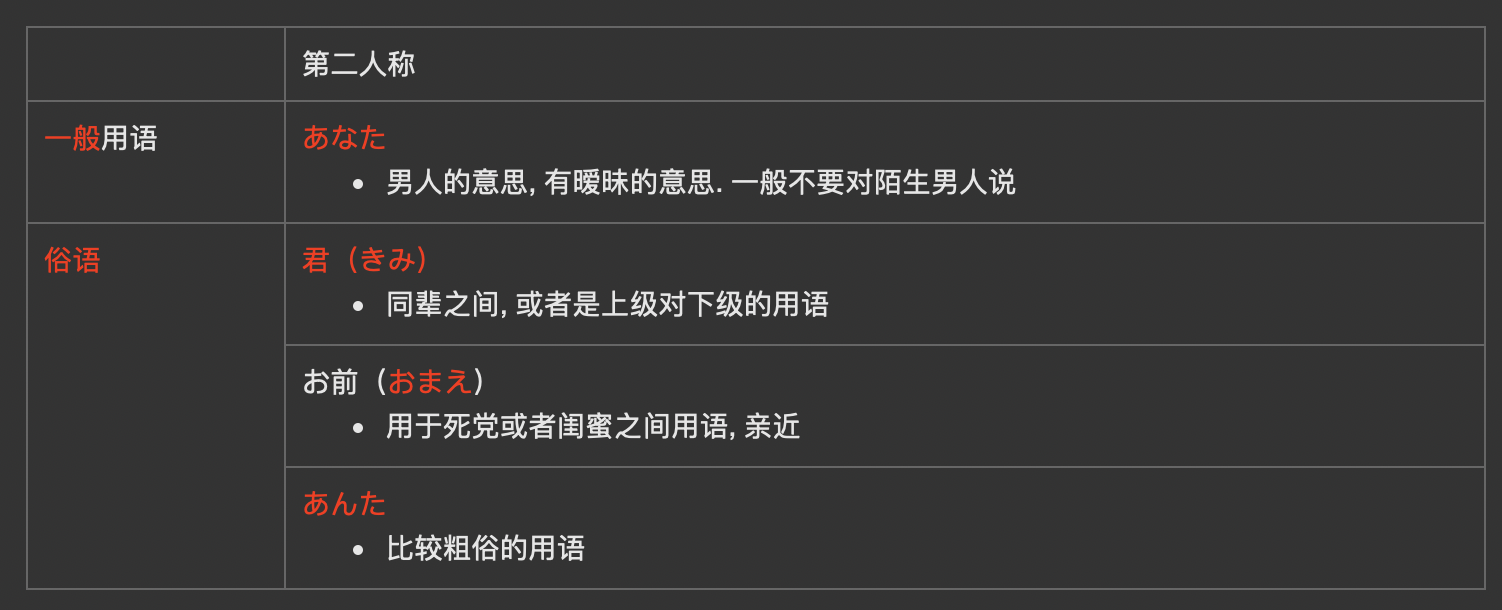 第二人称
一般用语
あなた
• 男人的意思, 有暧昧的意思. 一般不要对陌生男人说
俗语
君（きみ）
• 同辈之间, 或者是上级对下级的用语
お前（おまえ）
• 用于死党或者闺蜜之间用语, 亲近
あんた
• 比较粗俗的用语